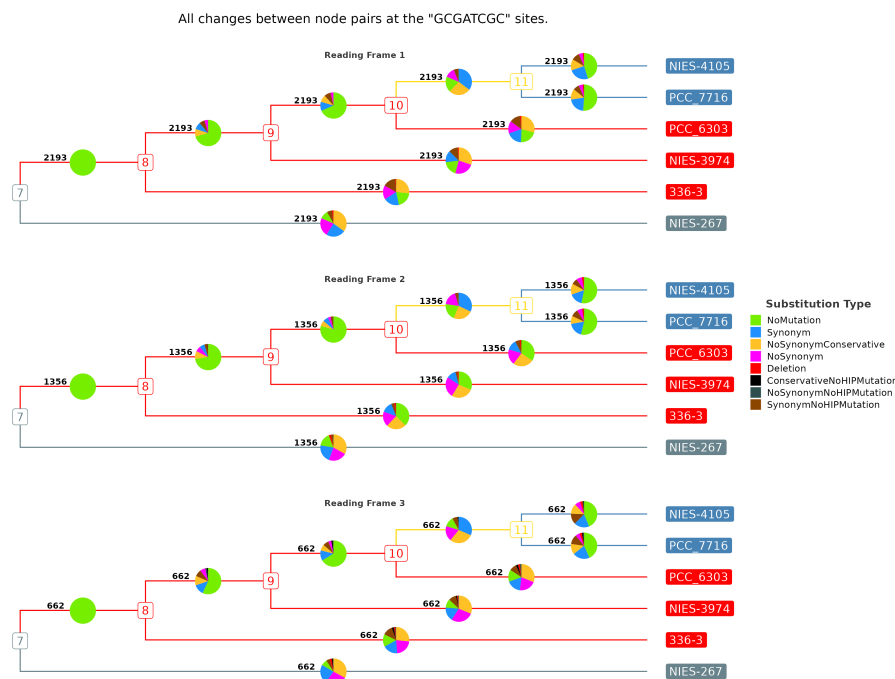 All changes between node pairs at the "GCGATCGC" sites.
Reading Frame 1
2193 NIES-4105
2193 11
2193 PCC_7716
2193 10
2193 PCC_6303
2193 9
2193 NIES-3974
2193 8
336-3
7
2193 NIES-267
Reading Frame 2
1356 NIES-4105
1356 11
1356 PCC_7716
1356 10
1356 PCC_6303
1356 9
1356 NIES-3974
1356 8
336-3
7
1356 NIES-267
Substitution Type
NoMutation
Synonym
NoSynonymConservative
NoSynonym
Deletion
ConservativeNoHIPMutation
NoSynonymNoHIPMutation
SynonymNoHIPMutation
Reading Frame 3
662 NIES-4105
662 11
662 PCC_7716
662 10
662 PCC_6303
662 9
662 NIES-3974
662 8
662 336-3
7
662 NIES-267